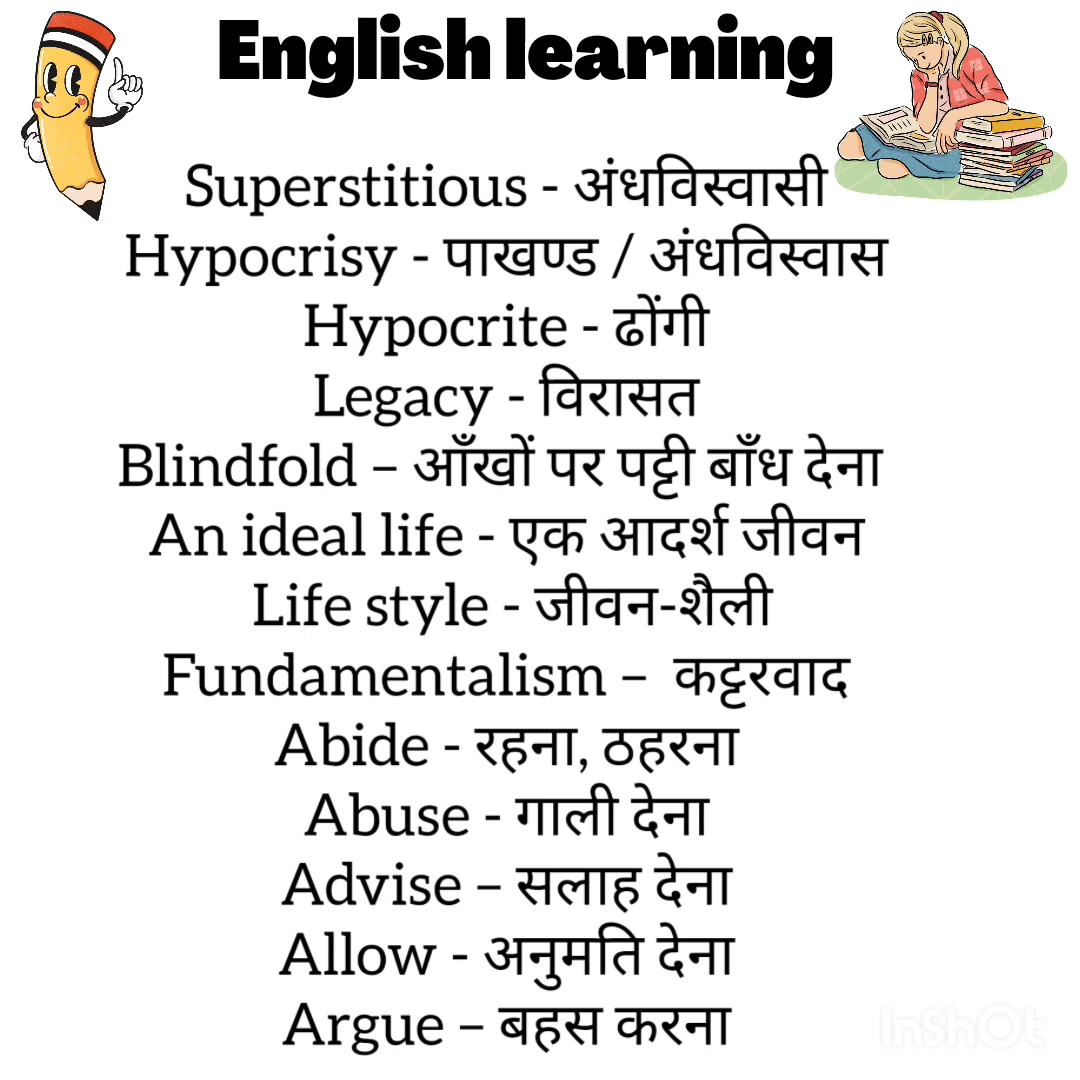 English learning
Superstitious - अंधविस्वासी
Hypocrisy - पाखण्ड / अंधविस्वास
Hypocrite - ढोंगी
Legacy - विरासत
Blindfold – आँखों पर पट्टी बाँध देना
An ideal life - एक आदर्श जीवन
Life style - जीवन-शैली
Fundamentalism – कट्टरवाद
Abide - रहना, ठहरना
Abuse - गाली देना
Advise – सलाह देना
Allow - अनुमति देना
Argue – बहस करना
InShOt